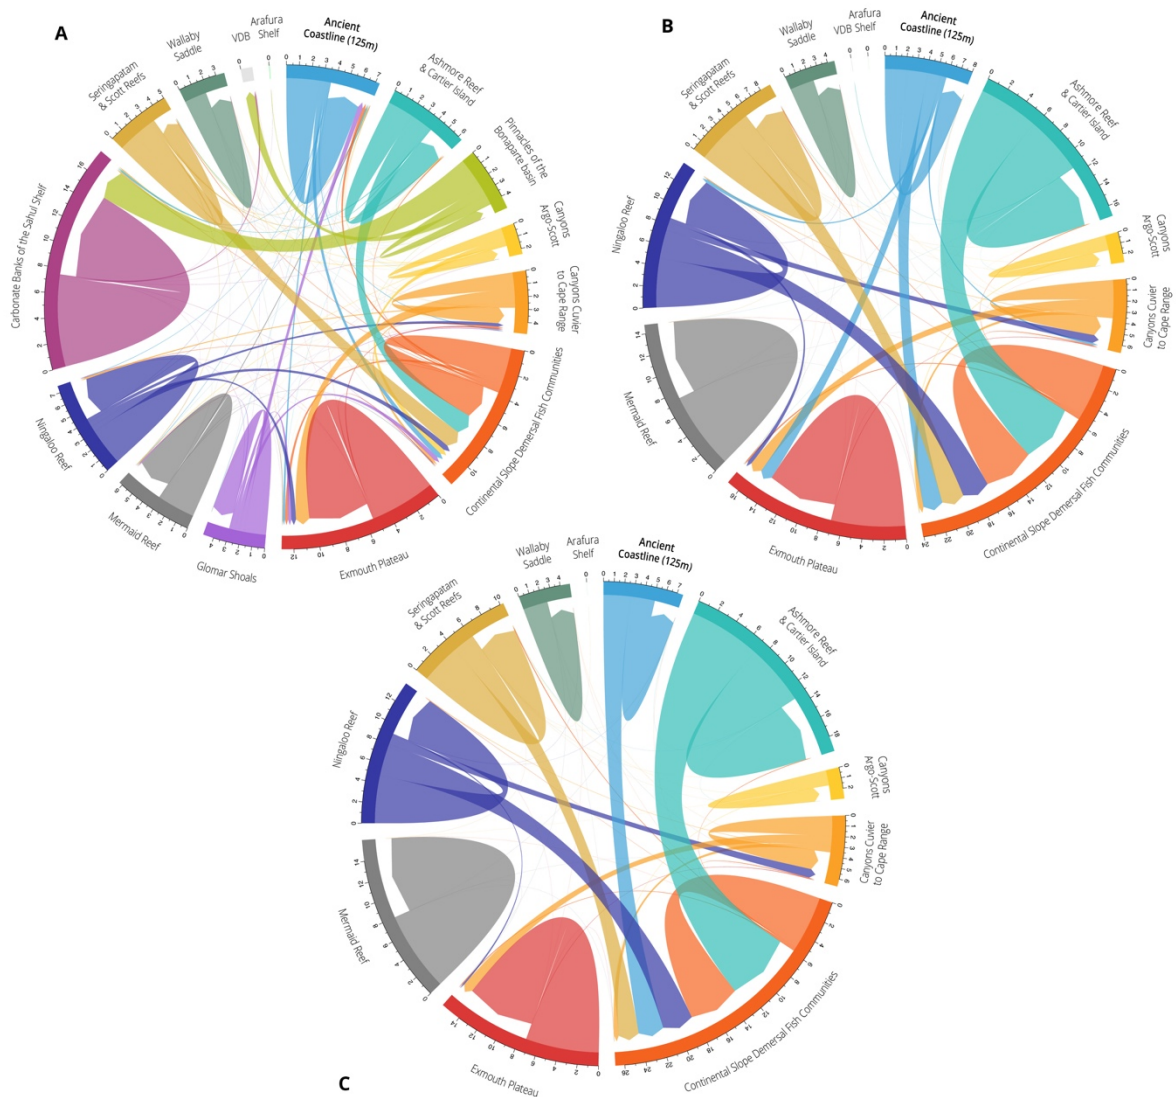 A
Wallaby
Saddle
VDB
Arafura
Shelf
Ancient
Coastline (125m)
Ashmore Reef
& Cartier Island
Pinnacles of the
Bonaparte basin
Canyons
Argo-Scott
Canyons Cuvier
to Cape Range
Continental Slope Demersal Fish Communities
Exmouth Plateau
Glomar Shoals
Mermaid Reef
Ningaloo Reef
Carbonate Banks of the Sahul Shelf
Seringapatam
& Scott Reefs
B
Wallaby
Saddle
Arafura
VDB Shelf
Ancient
Coastline (125m)
Ashmore Reef
& Cartier Island
Canyons
Argo-Scott
Canyons Cuvier
to Cape Range
Continental Slope Demersal Fish Communities
Exmouth Plateau
Mermaid Reef
Ningaloo Reef
Seringapatam
& Scott Reefs
Wallaby
Saddle
Arafura
Shelf
Ancient
Coastline (125m)
Ashmore Reef
& Cartier Island
Canyons
Argo-Scott
Canyons Cuvier
to Cape Range
Continental Slope Demersal Fish Communities
Exmouth Plateau
Mermaid Reef
Ningaloo Reef
Seringapatam
& Scott Reefs
C